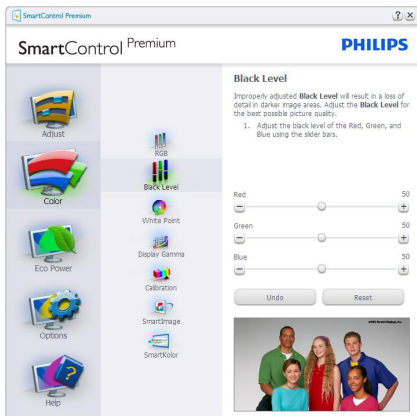 SmartControl Premium
? x
SmartControl Premium
PHILIPS
Adjust
Color
Eco Power
Options
Help
RGB
Black Level
White Point
Display Gamma
Calibration
SmartImage
SmartKolor
Black Level
Improperly adjusted Black Level will result in a loss of
detail in darker image areas. Adjust the Black Level for
the best possible picture quality.
1. Adjust the black level of the Red, Green, and
Blue using the slider bars.
Red 50
− +
Green 50
− +
Blue 50
− +
Undo Reset